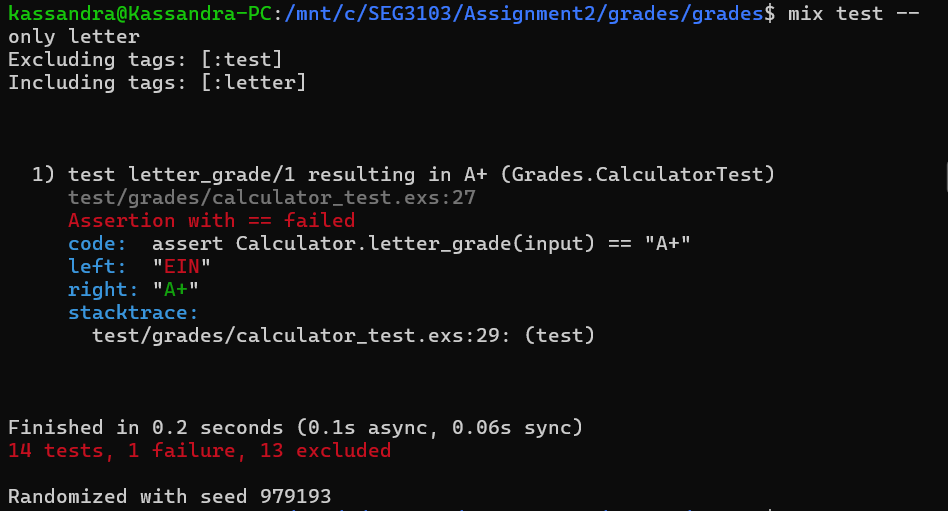 kassandra@Kassandra-PC:/mnt/c/SEG3103/Assignment2/grades/grades$ mix test --
only letter
Excluding tags: [:test]
Including tags: [:letter]
1) test letter_grade/1 resulting in A+ (Grades.CalculatorTest)
test/grades/calculator_test.exs:27
Assertion with == failed
code:  assert Calculator.letter_grade(input) == "A+"
left:  "EIN"
right: "A+"
stacktrace:
test/grades/calculator_test.exs:29: (test)
Finished in 0.2 seconds (0.1s async, 0.06s sync)
14 tests, 1 failure, 13 excluded
Randomized with seed 979193